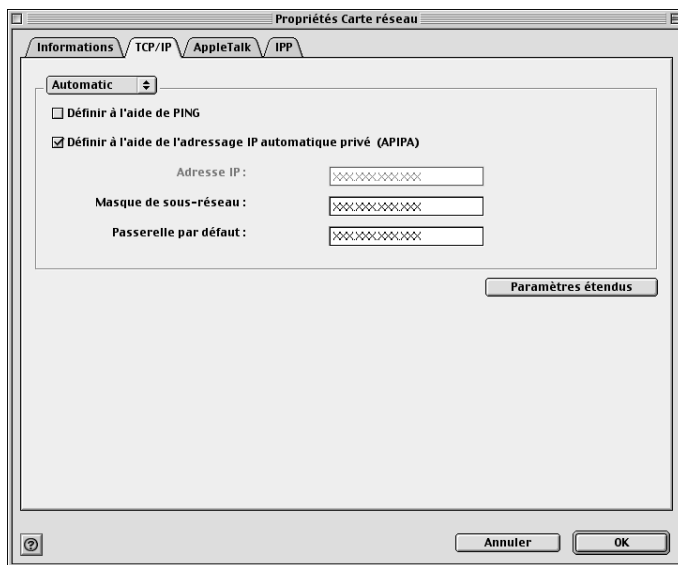 Propriétés Carte réseau
Informations TCP/IP AppleTalk IPP
Automatic
Définir à l'aide de PING
Définir à l'aide de l'adressage IP automatique privé (APIPA)
Adresse IP : XXX.XXX.XXX.XXX
Masque de sous-réseau : XXX.XXX.XXX.XXX
Passerelle par défaut : XXX.XXX.XXX.XXX
Paramètres étendus
? Annuler OK